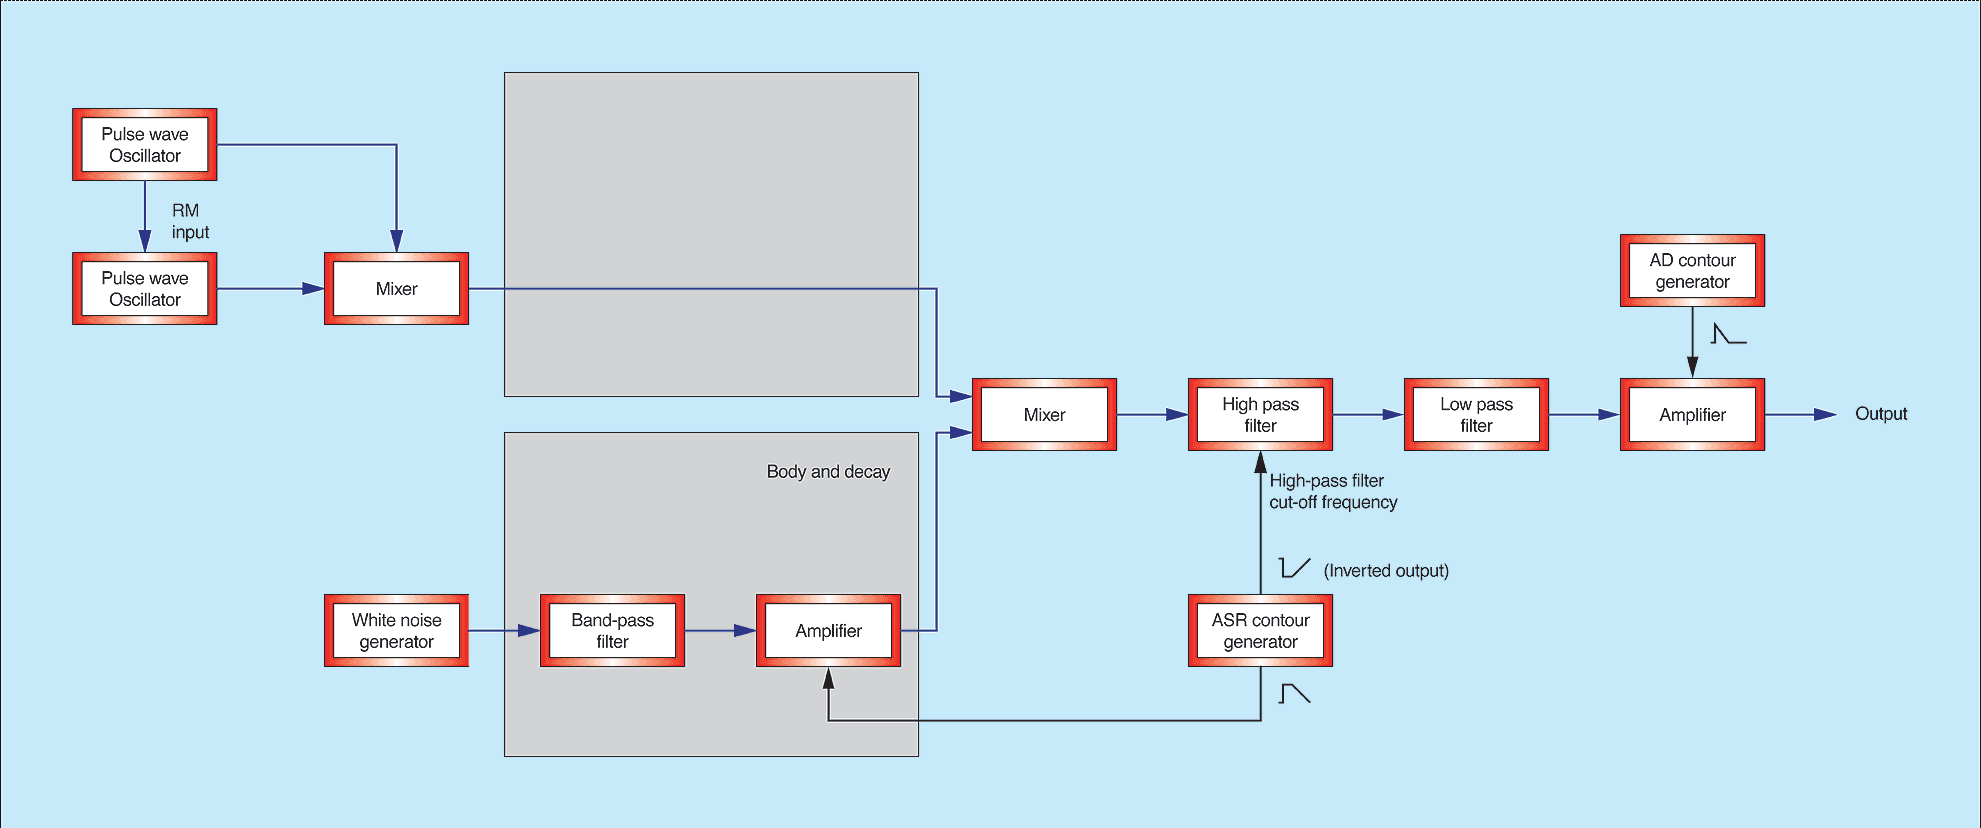 Pulse wave
Oscillator
RM
input
Pulse wave
Oscillator
Mixer
Body and decay
White noise
generator
Band-pass
filter
Amplifier
Mixer
High pass
filter
Low pass
filter
AD contour
generator
Amplifier
Output
High-pass filter
cut-off frequency
(Inverted output)
ASR contour
generator